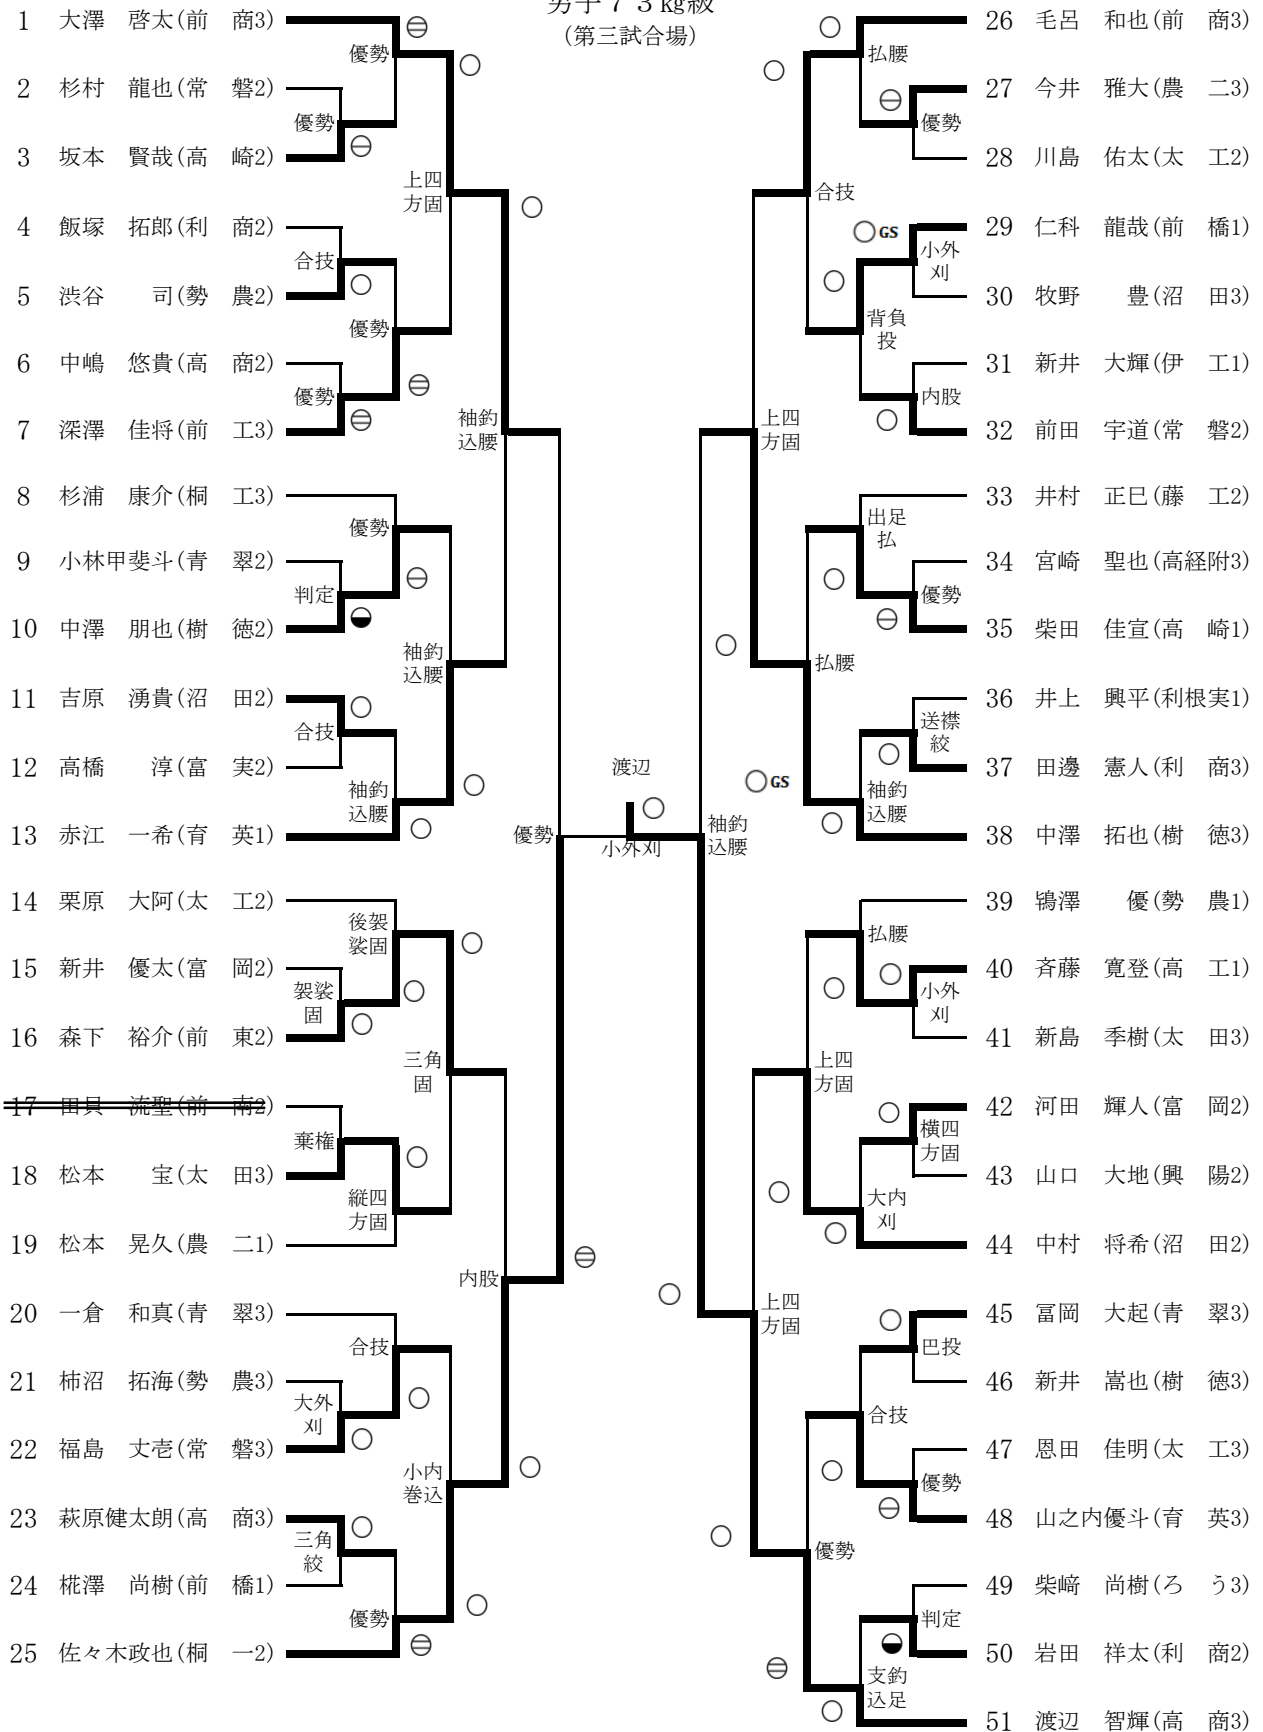 男子７３㎏級
(第三試合場)
1 大澤 啓太(前 商3)
2 杉村 龍也(常 磐2)
3 坂本 賢哉(高 崎2)
4 飯塚 拓郎(利 商2)
5 渋谷 司(勢 農2)
6 中嶋 悠貴(高 商2)
7 深澤 佳将(前 工3)
8 杉浦 康介(桐 工3)
9 小林甲斐斗(青 翠2)
10 中澤 朋也(樹 徳2)
11 吉原 湧貴(沼 田2)
12 高橋 淳(富 実2)
13 赤江 一希(育 英1)
14 栗原 大阿(太 工2)
15 新井 優太(富 岡2)
16 森下 裕介(前 東2)
17 田貝 流聖(前 南2)
18 松本 宝(太 田3)
19 松本 晃久(農 二1)
20 一倉 和真(青 翠3)
21 柿沼 拓海(勢 農3)
22 福島 丈壱(常 磐3)
23 萩原健太朗(高 商3)
24 椛澤 尚樹(前 橋1)
25 佐々木政也(桐 一2)
優勢
優勢
合技
優勢
優勢
判定
合技
袖釣
込腰
後袈
裟固
袈裟
固
棄権
縦四
方固
合技
大外
刈
三角
絞
優勢
上四
方固
優勢
袖釣
込腰
三角
固
小内
巻込
袖釣
込腰
内股
優勢
渡辺
小外刈
袖釣
込腰
GS
上四
方固
上四
方固
合技
払腰
上四
方固
優勢
払腰
優勢
GS
小外
刈
背負
投
内股
出足
払
優勢
送襟
絞
袖釣
込腰
払腰
小外
刈
横四
方固
大内
刈
巴投
合技
優勢
判定
支釣
込足
26 毛呂 和也(前 商3)
27 今井 雅大(農 二3)
28 川島 佑太(太 工2)
29 仁科 龍哉(前 橋1)
30 牧野 豊(沼 田3)
31 新井 大輝(伊 工1)
32 前田 宇道(常 磐2)
33 井村 正巳(藤 工2)
34 宮崎 聖也(高経附3)
35 柴田 佳宣(高 崎1)
36 井上 興平(利根実1)
37 田邊 憲人(利 商3)
38 中澤 拓也(樹 徳3)
39 鴇澤 優(勢 農1)
40 斉藤 寛登(高 工1)
41 新島 季樹(太 田3)
42 河田 輝人(富 岡2)
43 山口 大地(興 陽2)
44 中村 将希(沼 田2)
45 冨岡 大起(青 翠3)
46 新井 嵩也(樹 徳3)
47 恩田 佳明(太 工3)
48 山之内優斗(育 英3)
49 柴﨑 尚樹(ろ う3)
50 岩田 祥太(利 商2)
51 渡辺 智輝(高 商3)